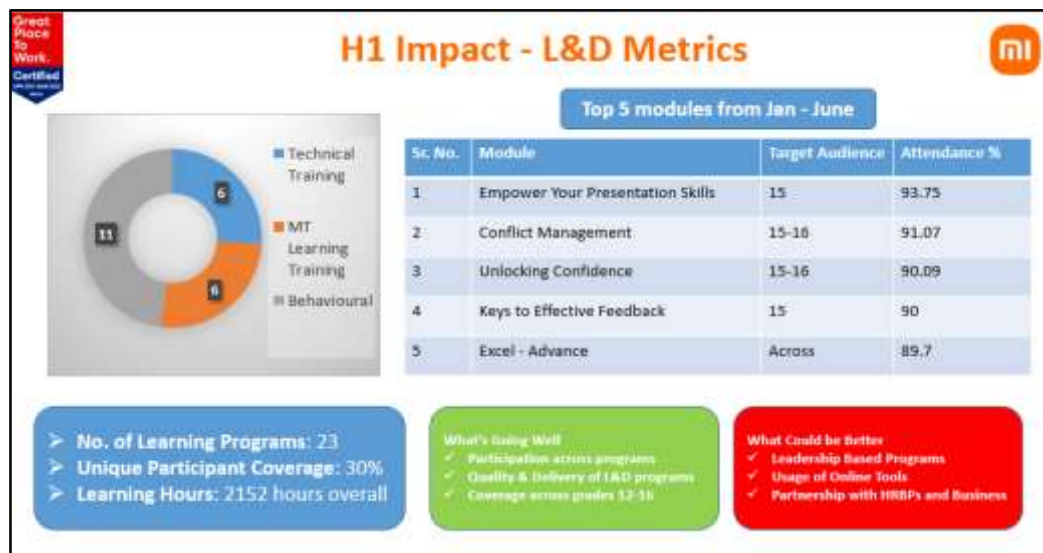 Great
Place
To
Work.
Certified
H1 Impact - L&D Metrics
mi
Top 5 modules from Jan - June
6
6
11
Technical
Training
MT
Learning
Training
Behavioural
Sr. No. Module Target Audience Attendance %
1 Empower Your Presentation Skills 15 93.75
2 Conflict Management 15-16 91.07
3 Unlocking Confidence 15-16 90.09
4 Keys to Effective Feedback 15 90
5 Excel - Advance Across 89.7
➢ No. of Learning Programs: 23
➢ Unique Participant Coverage: 30%
➢ Learning Hours: 2152 hours overall
What's Going Well
✓ Participation across programs
✓ Quality & Delivery of L&D programs
✓ Coverage across grades 12-16
What Could be Better
✓ Leadership Based Programs
✓ Usage of Online Tools
✓ Partnership with HRBPs and Business